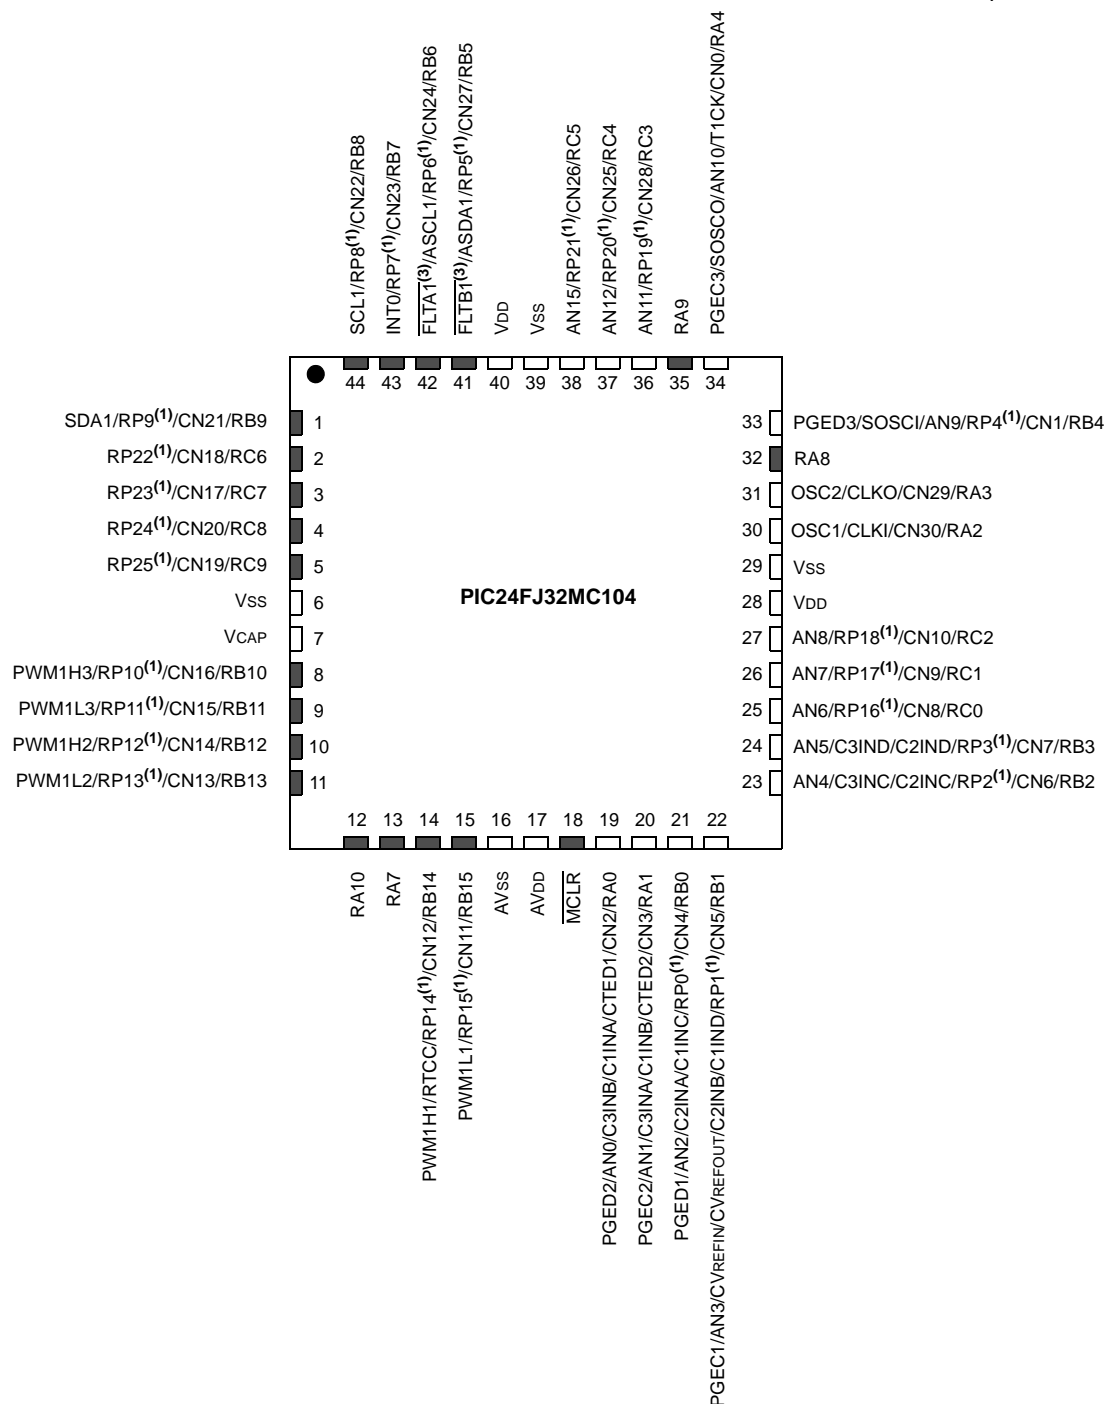 SCL1/RP8(1)/CN22/RB8
INT0/RP7(1)/CN23/RB7
FLTA1(3)/ASCL1/RP6(1)/CN24/RB6
FLTB1(3)/ASDA1/RP5(1)/CN27/RB5
VDD
VSS
AN15/RP21(1)/CN26/RC5
AN12/RP20(1)/CN25/RC4
AN11/RP19(1)/CN28/RC3
RA9
PGEC3/SOSCO/AN10/T1CK/CN0/RA4
44 43 42 41 40 39 38 37 36 35 34
SDA1/RP9(1)/CN21/RB9 1
RP22(1)/CN18/RC6 2
RP23(1)/CN17/RC7 3
RP24(1)/CN20/RC8 4
RP25(1)/CN19/RC9 5
VSS 6
VCAP 7
PWM1H3/RP10(1)/CN16/RB10 8
PWM1L3/RP11(1)/CN15/RB11 9
PWM1H2/RP12(1)/CN14/RB12 10
PWM1L2/RP13(1)/CN13/RB13 11
PIC24FJ32MC104
33 PGED3/SOSCI/AN9/RP4(1)/CN1/RB4
32 RA8
31 OSC2/CLKO/CN29/RA3
30 OSC1/CLKI/CN30/RA2
29 VSS
28 VDD
27 AN8/RP18(1)/CN10/RC2
26 AN7/RP17(1)/CN9/RC1
25 AN6/RP16(1)/CN8/RC0
24 AN5/C3IND/C2IND/RP3(1)/CN7/RB3
23 AN4/C3INC/C2INC/RP2(1)/CN6/RB2
12 13 14 15 16 17 18 19 20 21 22
RA10
RA7
PWM1H1/RTCC/RP14(1)/CN12/RB14
PWM1L1/RP15(1)/CN11/RB15
AVSS
AVDD
MCLR
PGED2/AN0/C3INB/C1INA/CTED1/CN2/RA0
PGEC2/AN1/C3INA/C1INB/CTED2/CN3/RA1
PGED1/AN2/C2INA/C1INC/RP0(1)/CN4/RB0
PGEC1/AN3/CVREFIN/CVREFOUT/C2INB/C1IND/RP1(1)/CN5/RB1